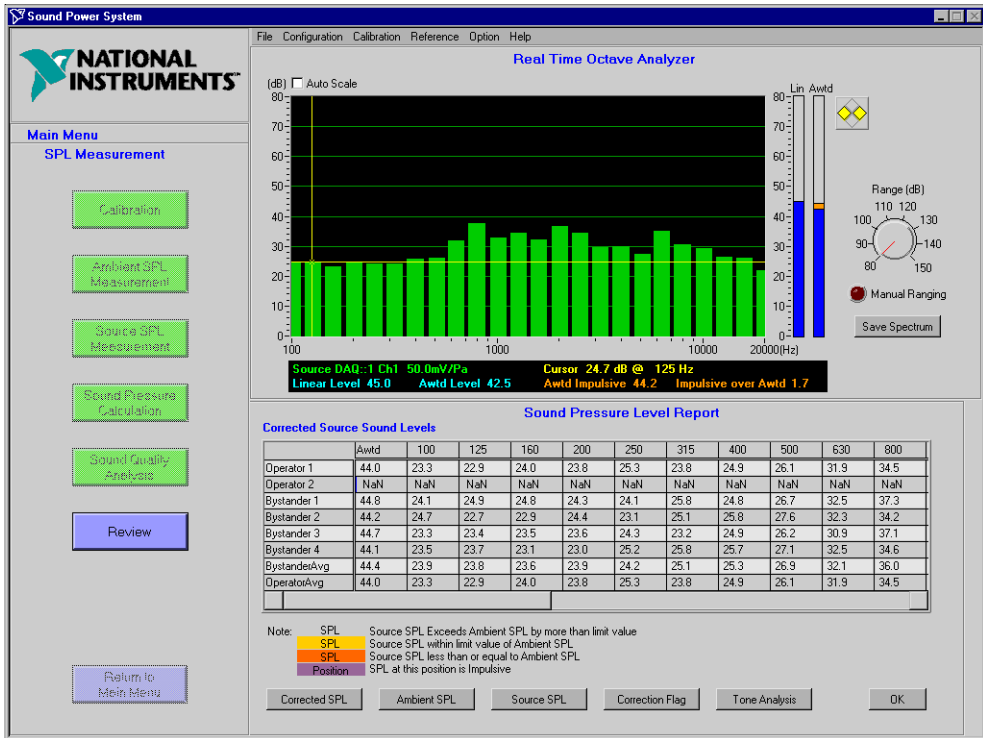 Sound Power System
NATIONAL
INSTRUMENTS™
Main Menu
SPL Measurement
Calibration
Ambient SPL
Measurement
Source SPL
Measurement
Sound Pressure
Calculation
Sound Quality
Analysis
Review
Return to
Main Menu
File Configuration Calibration Reference Option Help
Real Time Octave Analyzer
(dB) Auto Scale
80
70
60
50
40
30
20
10
0
100 1000 10000 20000(Hz)
Lin Awtd
80
70
60
50
40
30
20
10
0
Range (dB)
110 120
100 130
90 140
80 150
Manual Ranging
Save Spectrum
Source DAQ::1 Ch1 50.0mV/Pa Cursor 24.7 dB @ 125 Hz
Linear Level 45.0 Awtd Level 42.5 Awtd Impulsive 44.2 Impulsive over Awtd 1.7
Sound Pressure Level Report
Corrected Source Sound Levels
Awtd 100 125 160 200 250 315 400 500 630 800
Operator 1 44.0 23.3 22.9 24.0 23.8 25.3 23.8 24.9 26.1 31.9 34.5
Operator 2 NaN NaN NaN NaN NaN NaN NaN NaN NaN NaN NaN
Bystander 1 44.8 24.1 24.9 24.8 24.3 24.1 25.8 24.8 26.7 32.5 37.3
Bystander 2 44.2 24.7 22.7 22.9 24.4 23.1 25.1 25.8 27.6 32.3 34.2
Bystander 3 44.7 23.3 23.4 23.5 23.6 24.3 23.2 24.9 26.2 30.9 37.1
Bystander 4 44.1 23.5 23.7 23.1 23.0 25.2 25.8 25.7 27.1 32.5 34.6
BystanderAvg 44.4 23.9 23.8 23.6 23.9 24.2 25.1 25.3 26.9 32.1 36.0
OperatorAvg 44.0 23.3 22.9 24.0 23.8 25.3 23.8 24.9 26.1 31.9 34.5
Note: SPL Source SPL Exceeds Ambient SPL by more than limit value
SPL Source SPL within limit value of Ambient SPL
SPL Source SPL less than or equal to Ambient SPL
Position SPL at this position is Impulsive
Corrected SPL Ambient SPL Source SPL Correction Flag Tone Analysis OK